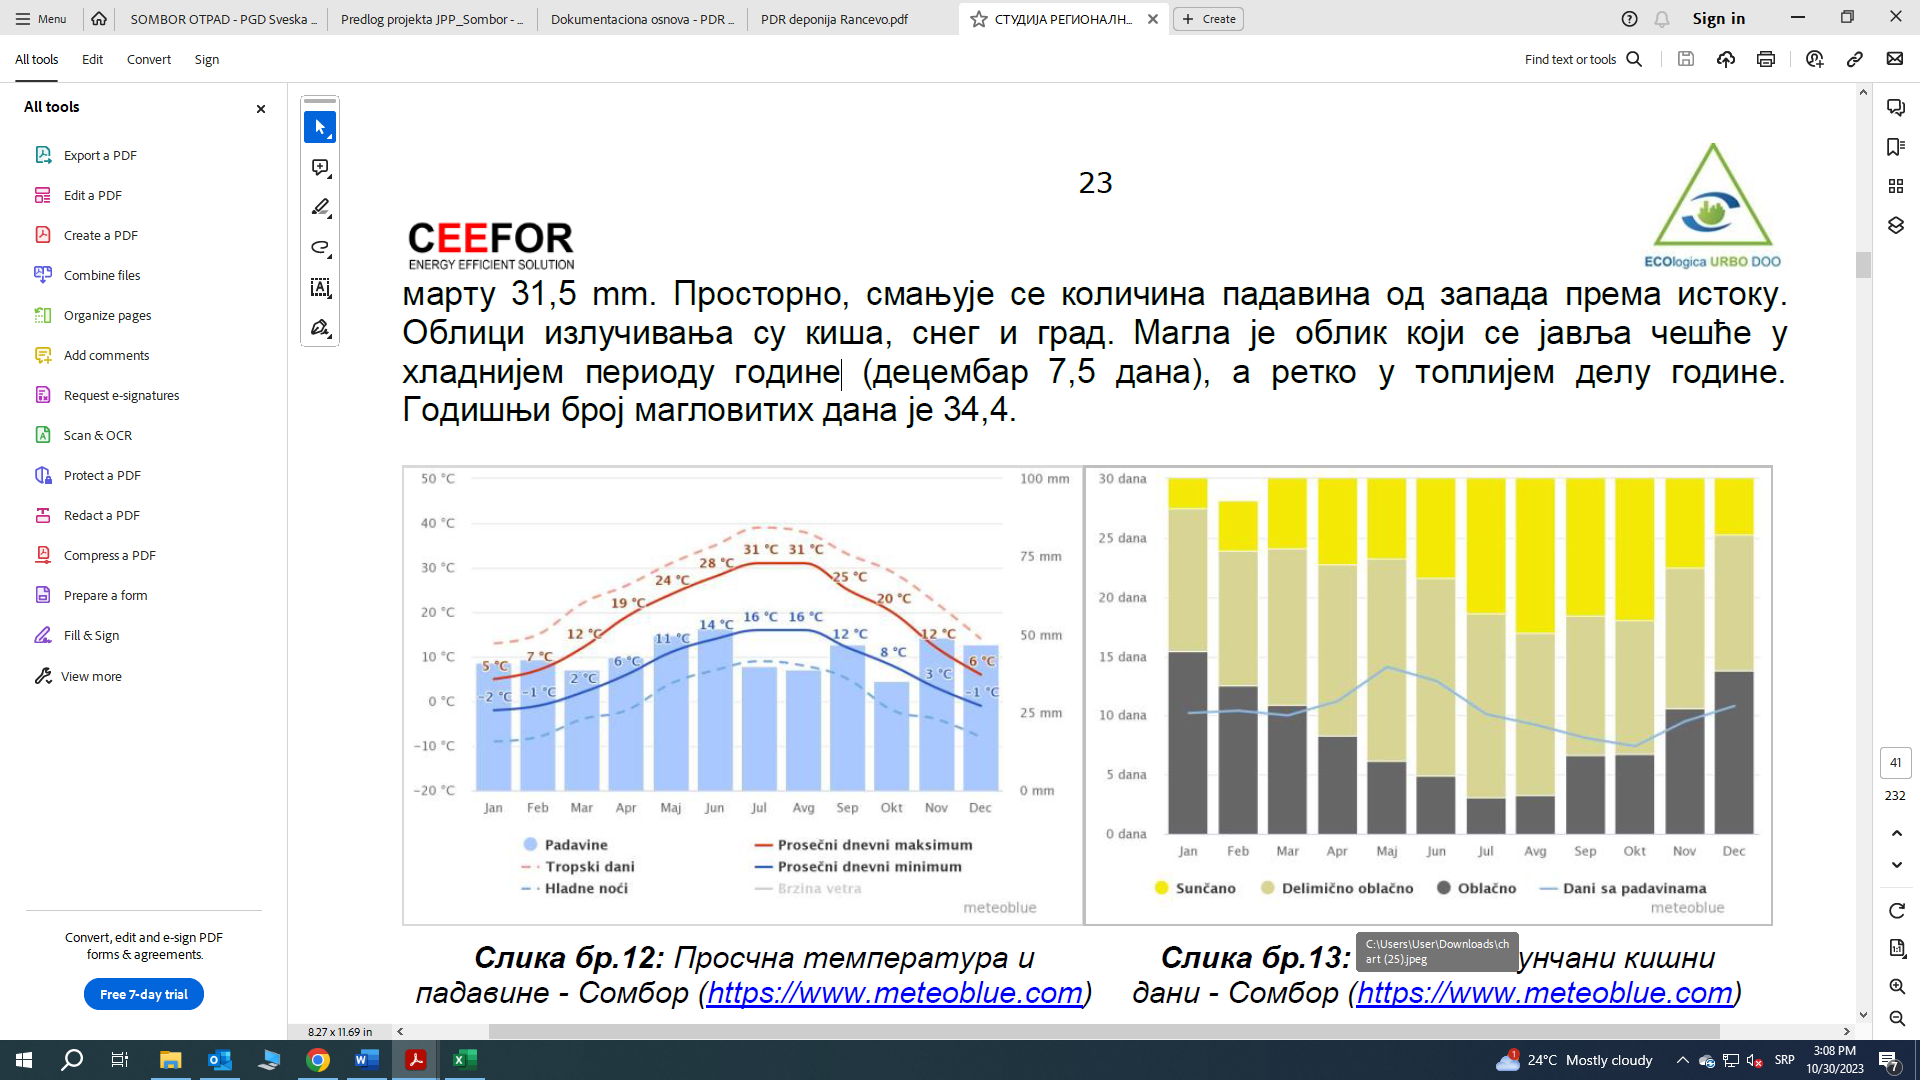 Menu
SOMBOR OTPAD - PGD Sveska ...
Predlog projekta JPP_Sombor - ...
Dokumentaciona osnova - PDR ...
PDR deponija Rancevo.pdf
СТУДИЈА РЕГИОНАЛН...
Create
Sign in
All tools
Edit
Convert
Sign
Find text or tools
All tools
Export a PDF
Edit a PDF
Create a PDF
Combine files
Organize pages
Add comments
Request e-signatures
Scan & OCR
Protect a PDF
Redact a PDF
Compress a PDF
Prepare a form
Fill & Sign
View more
Convert, edit and e-sign PDF
forms & agreements.
Free 7-day trial
23
CEEFOR
ENERGY EFFICIENT SOLUTION
ECOlogica URBO DOO
марту 31,5 mm. Просторно, смањује се количина падавина од запада према истоку.
Облици излучивања су киша, снег и град. Магла је облик који се јавља чешће у
хладнијем периоду године (децембар 7,5 дана), а ретко у топлијем делу године.
Годишњи број магловитих дана је 34,4.
50 °C
40 °C
30 °C
20 °C
10 °C
0 °C
-10 °C
-20 °C
100 mm
75 mm
50 mm
25 mm
0 mm
5 °C 7 °C 12 °C 19 °C 24 °C 28 °C 31 °C 31 °C 25 °C 20 °C 12 °C 6 °C
-2 °C -1 °C 2 °C 6 °C 11 °C 14 °C 16 °C 16 °C 12 °C 8 °C 3 °C -1 °C
Jan Feb Mar Apr Maj Jun Jul Avg Sep Okt Nov Dec
Padavine
Tropski dani
Hladne noći
Prosečni dnevni maksimum
Prosečni dnevni minimum
Brzina vetra
meteoblue
30 dana
25 dana
20 dana
15 dana
10 dana
5 dana
0 dana
Jan Feb Mar Apr Maj Jun Jul Avg Sep Okt Nov Dec
Sunčano Delimično oblačno Oblačno Dani sa padavinama
meteoblue
Слика бр.12: Просчна температура и
падавине - Сомбор (https://www.meteoblue.com)
Слика бр.13: унчани кишни
дани - Сомбор (https://www.meteoblue.com)
C:\Users\User\Downloads\ch
art (25).jpeg
41
232
8.27 x 11.69 in
1
24°C Mostly cloudy
SRP
3:08 PM
10/30/2023
7